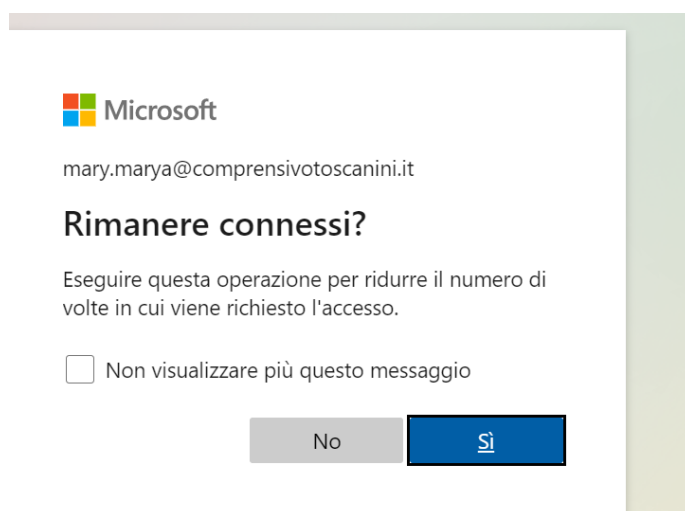 Microsoft
mary.marya@comprensivotoscanini.it
Rimanere connessi?
Eseguire questa operazione per ridurre il numero di
volte in cui viene richiesto l'accesso.
Non visualizzare più questo messaggio
No
Sì